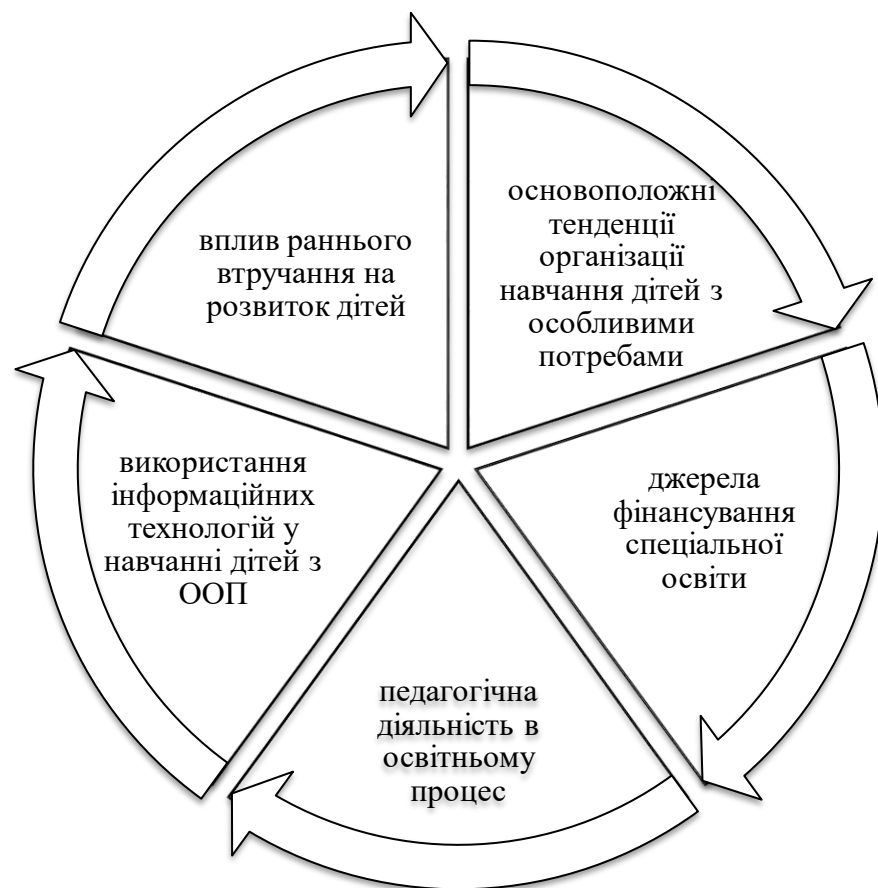 основоположні
тенденції
організації
навчання дітей з
особливими
потребами
джерела
фінансування
спеціальної
освіти
педагогічна
діяльність в
освітньому
процес
використання
інформаційних
технологій у
навчанні дітей з
ООП
вплив раннього
втручання на
розвиток дітей